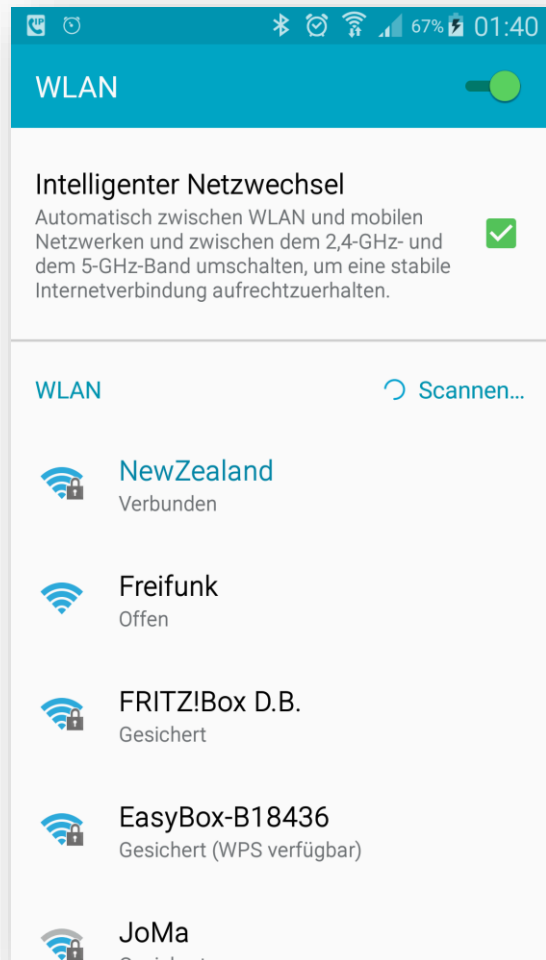 67% 01:40
WLAN
Intelligenter Netzwechsel
Automatisch zwischen WLAN und mobilen
Netzwerken und zwischen dem 2,4-GHz- und
dem 5-GHz-Band umschalten, um eine stabile
Internetverbindung aufrechtzuerhalten.
WLAN Scannen...
NewZealand
Verbunden
Freifunk
Offen
FRITZ!Box D.B.
Gesichert
EasyBox-B18436
Gesichert (WPS verfügbar)
JoMa